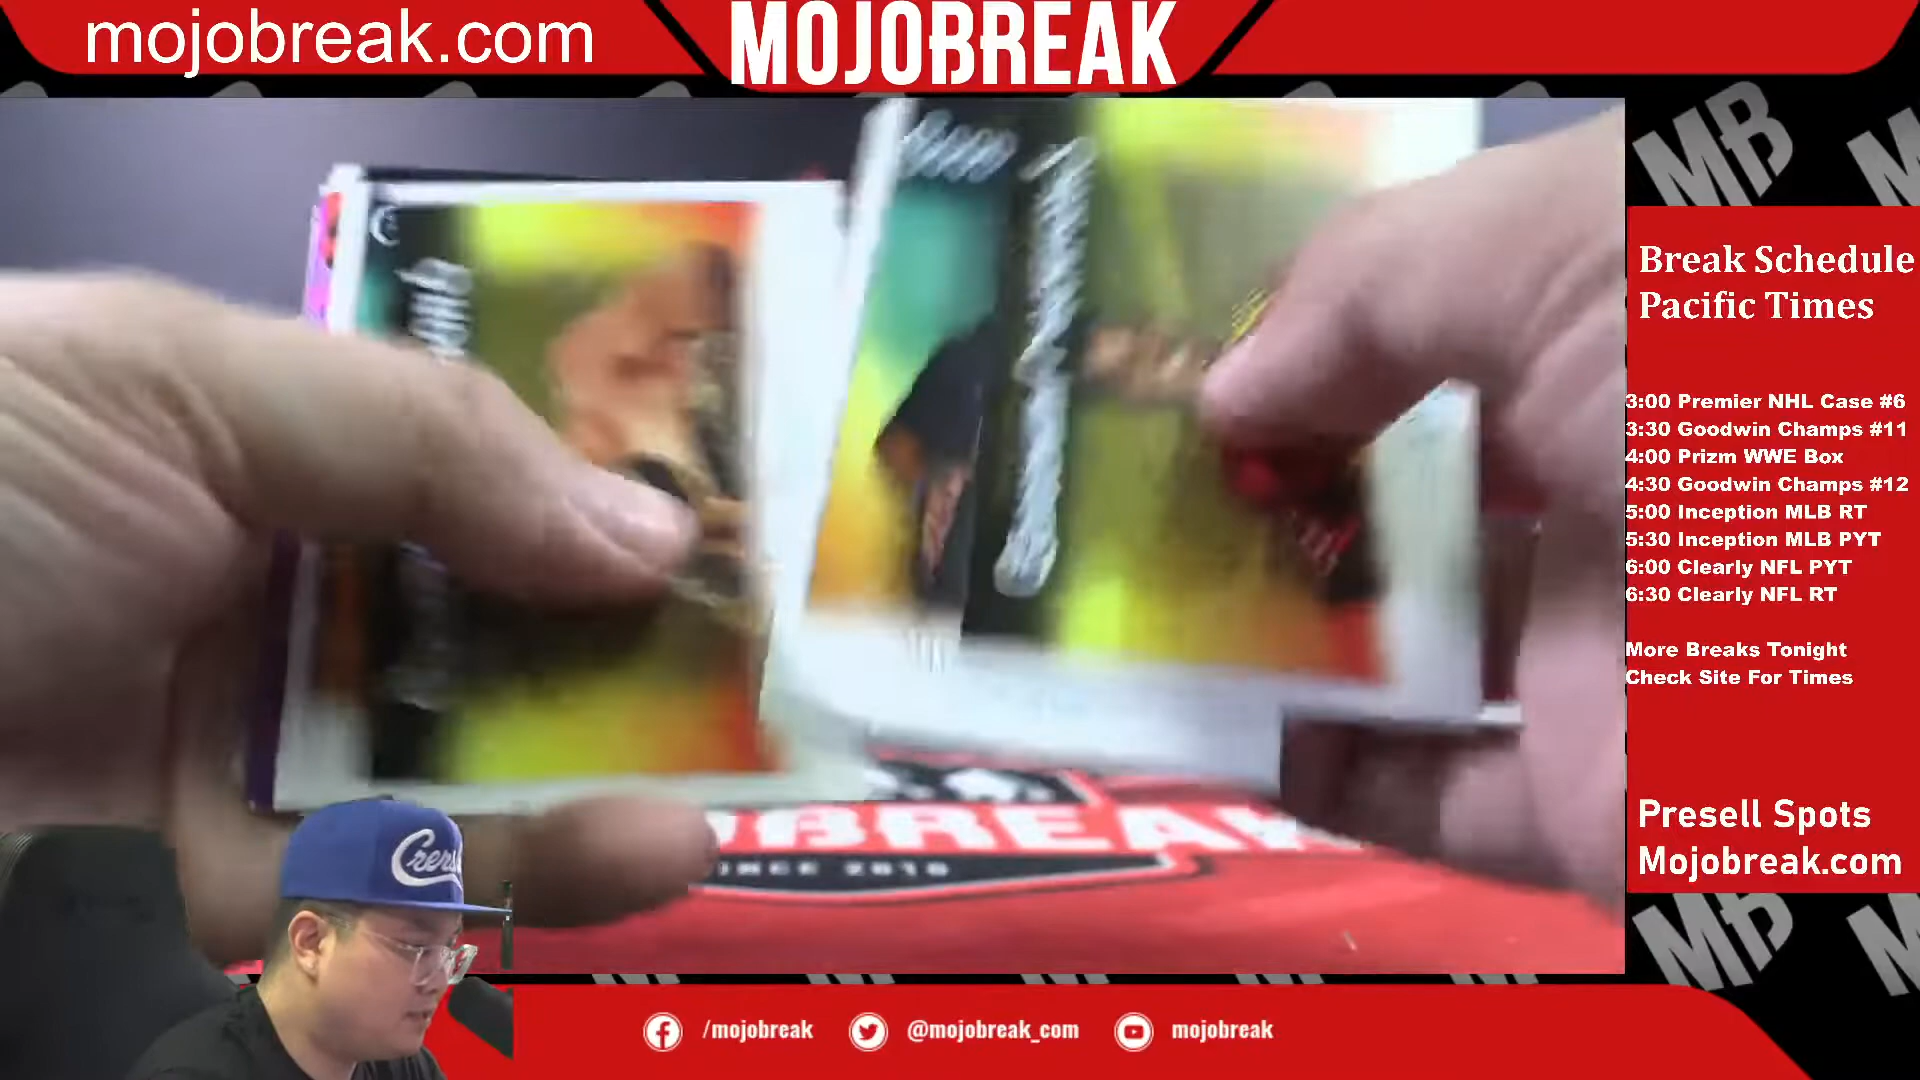 mojobreak.com
MOJOBREAK
MB
Break Schedule
Pacific Times
3:00 Premier NHL Case #6
3:30 Goodwin Champs #11
4:00 Prizm WWE Box
4:30 Goodwin Champs #12
5:00 Inception MLB RT
5:30 Inception MLB PYT
6:00 Clearly NFL PYT
6:30 Clearly NFL RT
More Breaks Tonight
Check Site For Times
Presell Spots
Mojobreak.com
MB
/mojobreak
@mojobreak_com
mojobreak